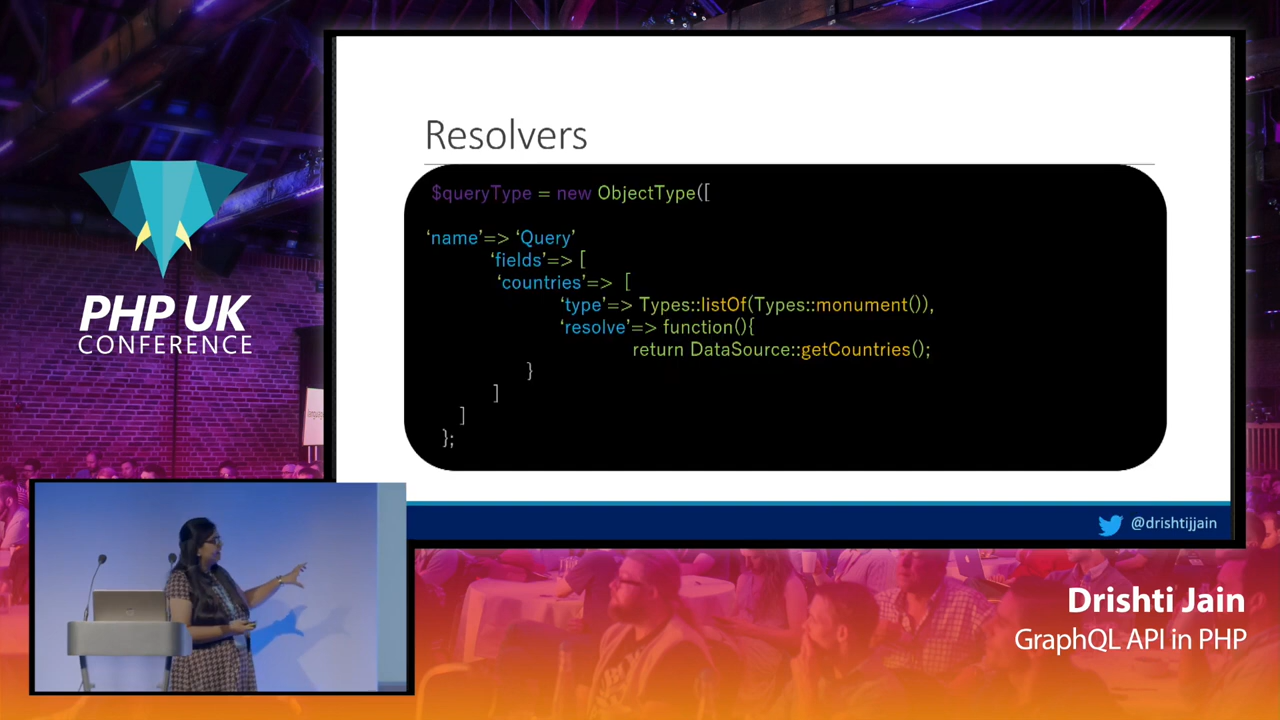 PHP UK
CONFERENCE
Resolvers
$queryType = new ObjectType([
‘name’=> ‘Query’
‘fields’=> [
‘countries’=> [
‘type’=> Types::listOf(Types::monument()),
‘resolve’=> function(){
return DataSource::getCountries();
}
]
]
};
@drishtijjain
Drishti Jain
GraphQL API in PHP